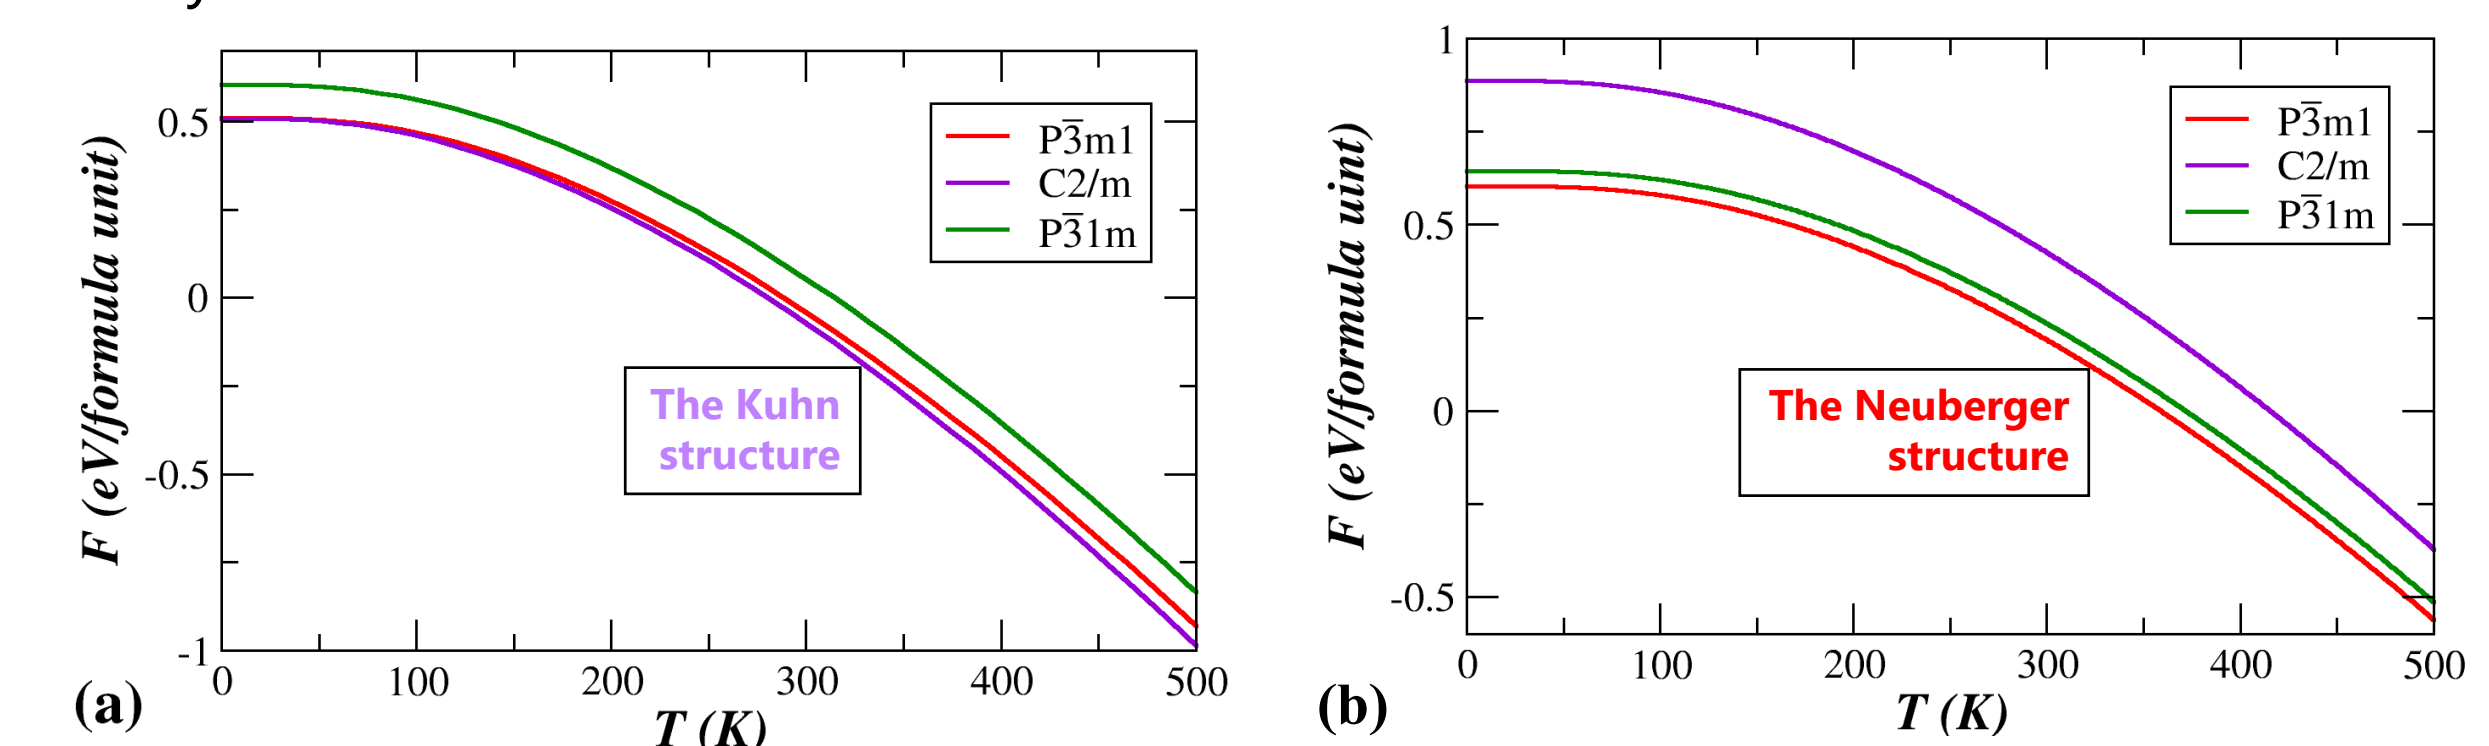 F (eV/formula unit)
0.5
0
-0.5
-1
0 100 200 300 400 500
T (K)
P3̅m1
C2/m
P3̅1m
The Kuhn
structure
(a)
F (eV/formula uint)
1
0.5
0
-0.5
0 100 200 300 400 500
T (K)
P3̅m1
C2/m
P3̅1m
The Neuberger
structure
(b)